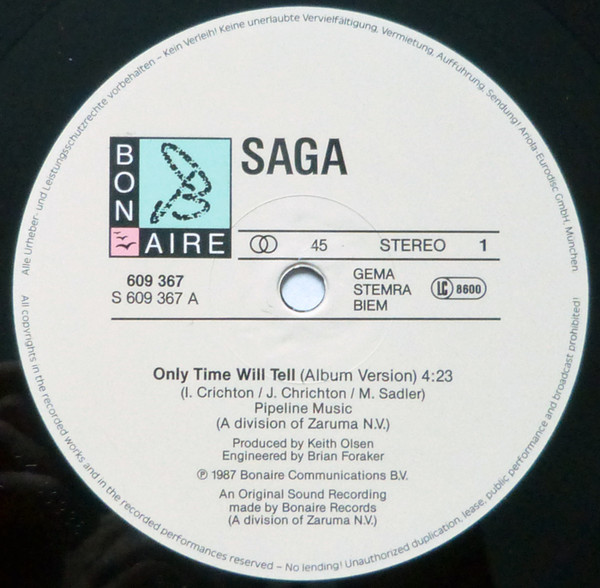 Alle Urheber- und Leistungsschutzrechte vorbehalten – Kein Verleih! Keine unerlaubte Vervielfältigung, Vermietung, Aufführung, Sendung! Ariola-Eurodisc GmbH, München
BON
AIRE
SAGA
45 STEREO 1
609 367
S 609 367 A
GEMA
STEMRA
BIEM
LC 8600
Only Time Will Tell (Album Version) 4:23
(I. Crichton / J. Chrichton / M. Sadler)
Pipeline Music
(A division of Zaruma N.V.)
Produced by Keith Olsen
Engineered by Brian Foraker
℗ 1987 Bonaire Communications B.V.
An Original Sound Recording
made by Bonaire Records
(A division of Zaruma N.V.)
All copyrights in the recorded works and in the recorded performances reserved – No lending! Unauthorized duplication, lease, public performance and broadcast prohibited!